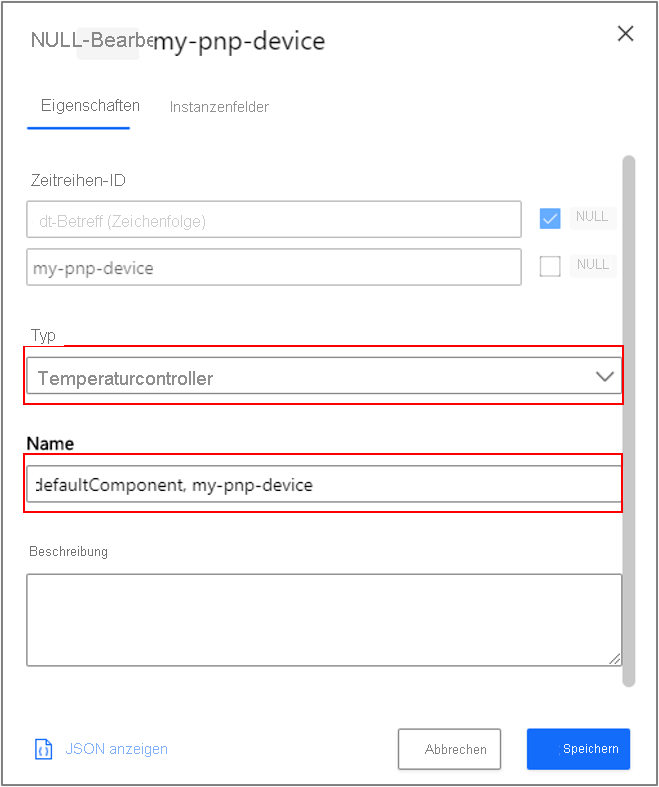 NULL-Bearbe my-pnp-device
Eigenschaften Instanzenfelder
Zeitreihen-ID
dt-Betreff (Zeichenfolge) NULL
my-pnp-device NULL
Typ
Temperaturcontroller
Name
defaultComponent, my-pnp-device
Beschreibung
JSON anzeigen Abbrechen Speichern